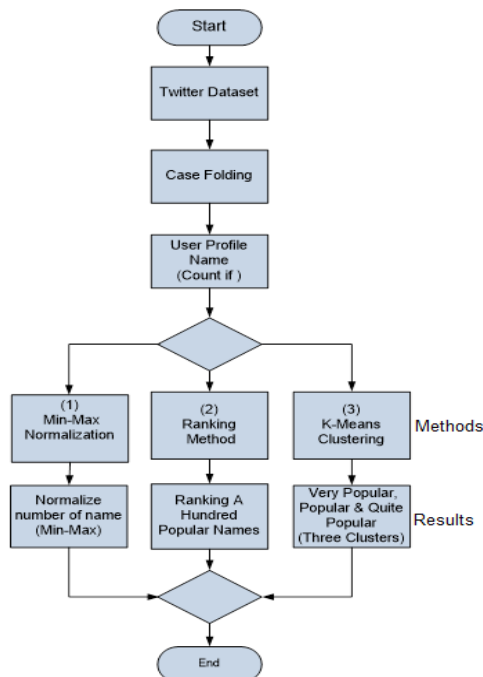 Start
Twitter Dataset
Case Folding
User Profile
Name
(Count if )
(1)
Min-Max
Normalization
(2)
Ranking
Method
(3)
K-Means
Clustering
Methods
Normalize
number of name
(Min-Max)
Ranking A
Hundred
Popular Names
Very Popular,
Popular & Quite
Popular
(Three Clusters)
Results
End